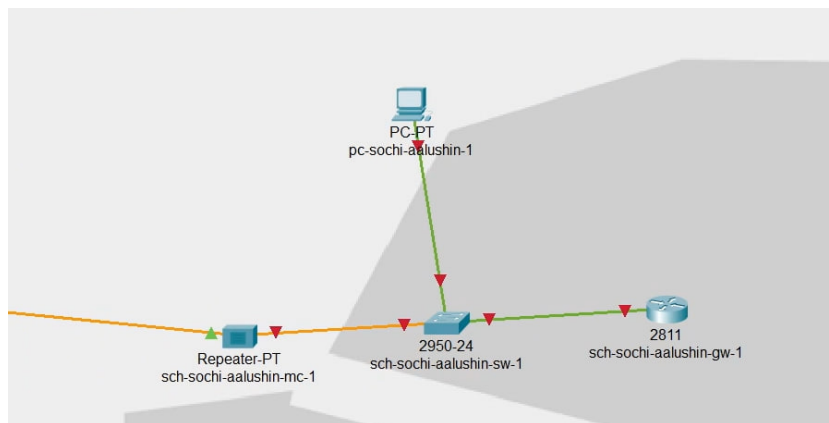 PC-PT
pc-sochi-aalushin-1
Repeater-PT
sch-sochi-aalushin-mc-1
2950-24
sch-sochi-aalushin-sw-1
2811
sch-sochi-aalushin-gw-1